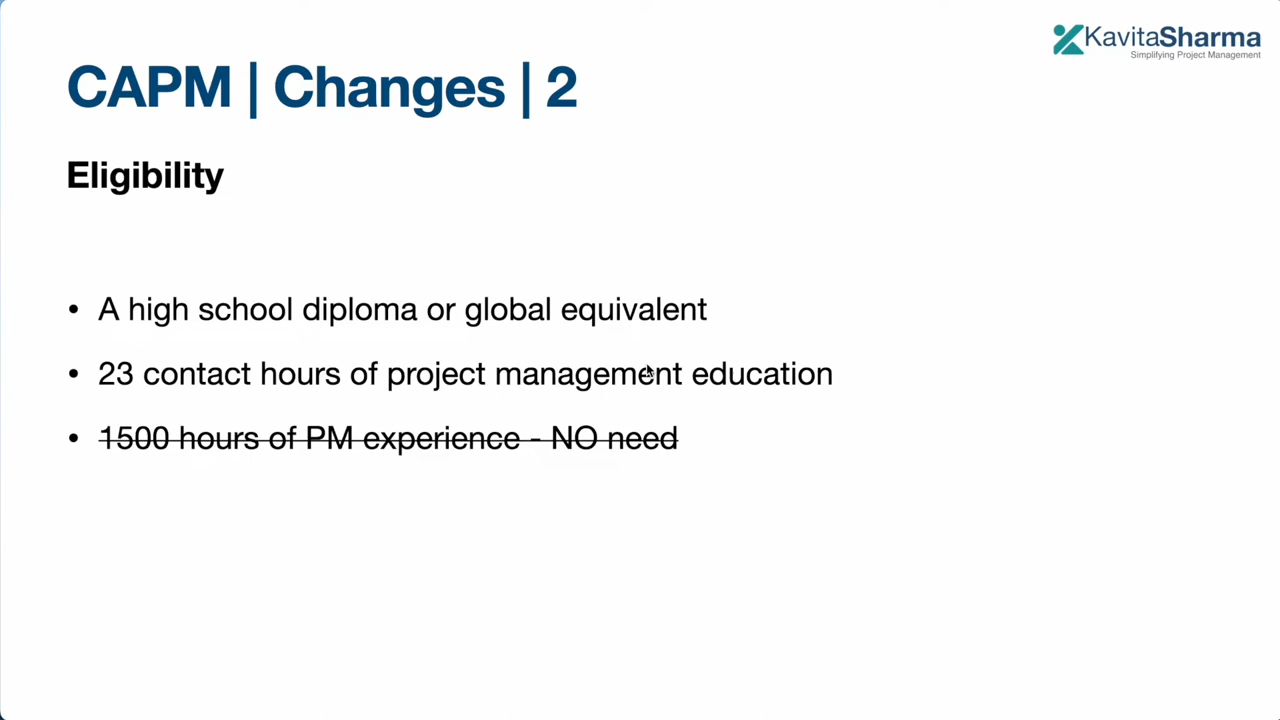 KavitaSharma
Simplifying Project Management
CAPM | Changes | 2
Eligibility
• A high school diploma or global equivalent
• 23 contact hours of project management education
• 1500 hours of PM experience - NO need